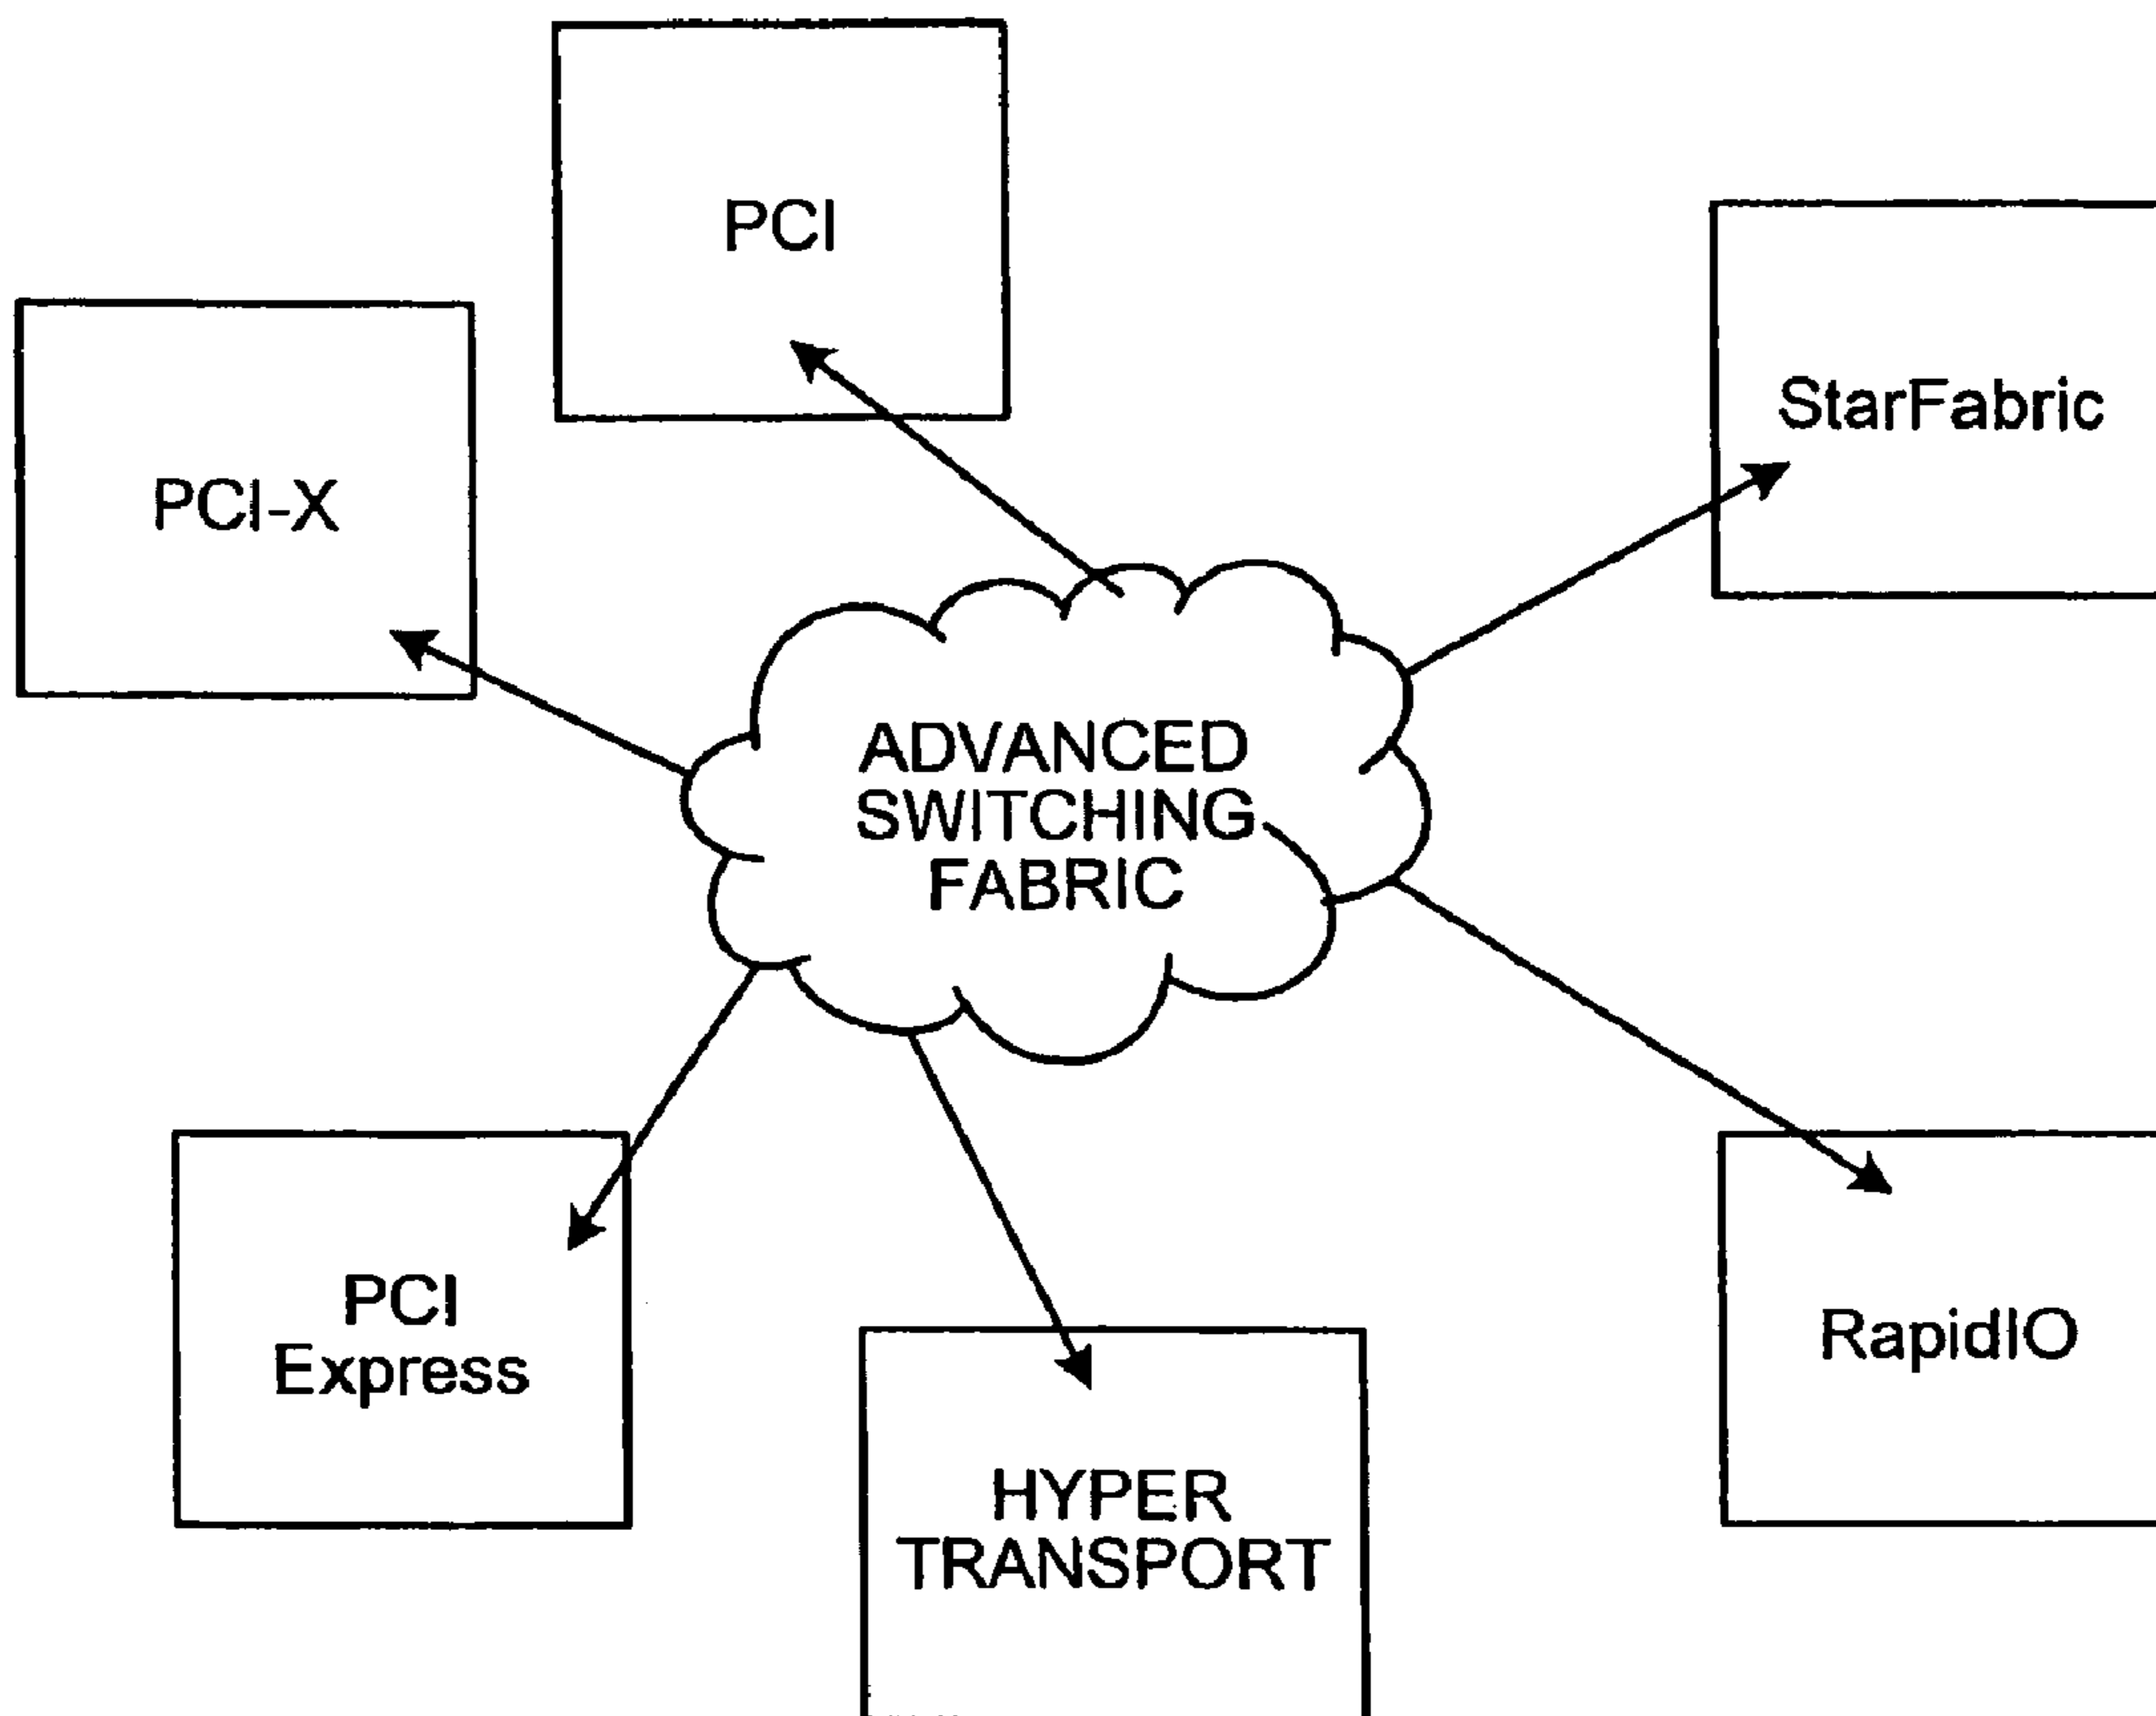 PCI
StarFabric
PCI-X
ADVANCED
SWITCHING
FABRIC
PCI
Express
RapidIO
HYPER
TRANSPORT